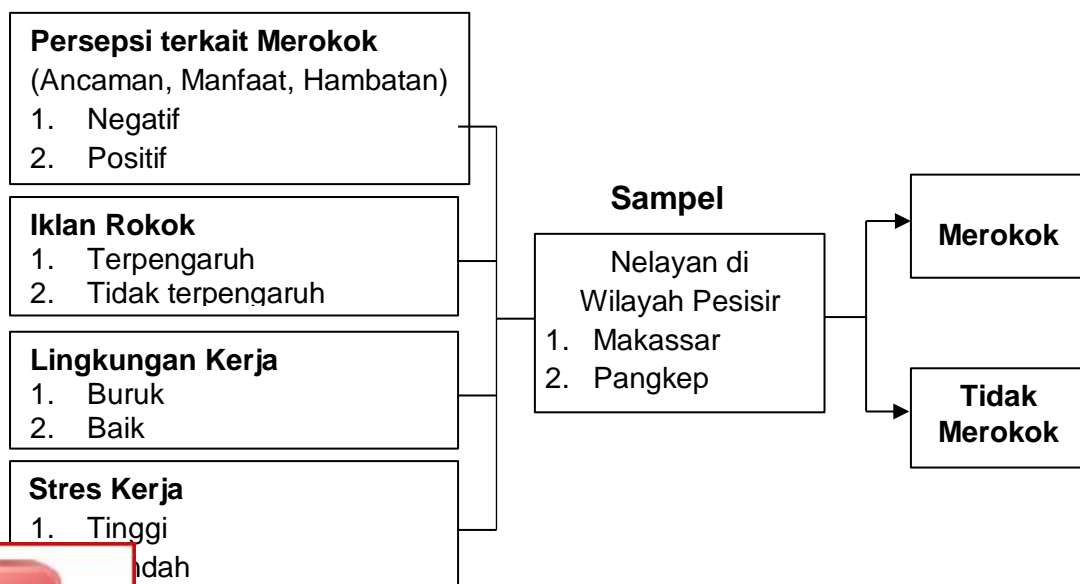 Persepsi terkait Merokok
(Ancaman, Manfaat, Hambatan)
1. Negatif
2. Positif
Iklan Rokok
1. Terpengaruh
2. Tidak terpengaruh
Lingkungan Kerja
1. Buruk
2. Baik
Stres Kerja
1. Tinggi
ndah
Sampel
Nelayan di
Wilayah Pesisir
1. Makassar
2. Pangkep
Merokok
Tidak
Merokok